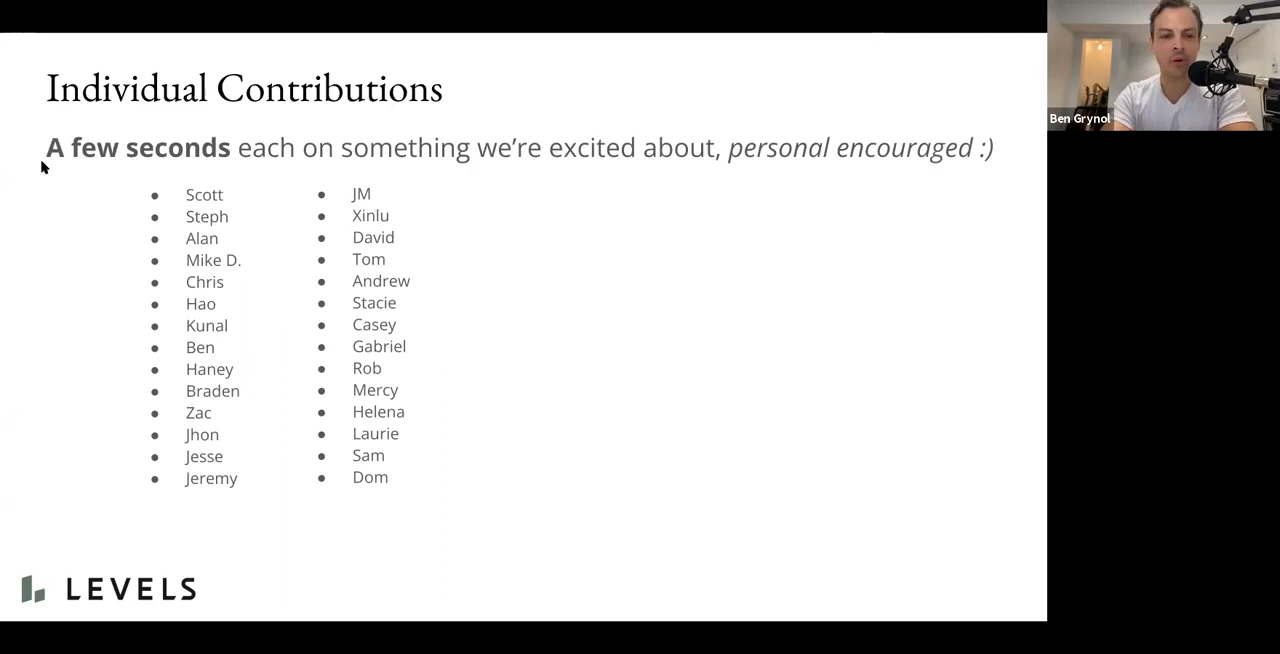 Individual Contributions
A few seconds each on something we’re excited about, personal encouraged :)
Scott
Steph
Alan
Mike D.
Chris
Hao
Kunal
Ben
Haney
Braden
Zac
Jhon
Jesse
Jeremy
JM
Xinlu
David
Tom
Andrew
Stacie
Casey
Gabriel
Rob
Mercy
Helena
Laurie
Sam
Dom
LEVELS
Ben Grynol